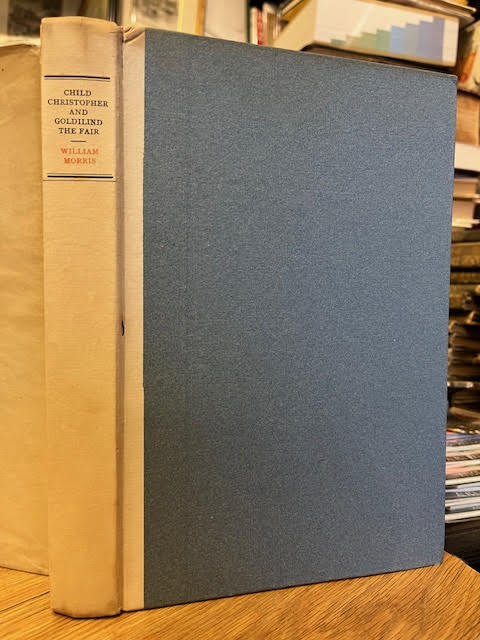 CHILD
CHRISTOPHER
AND
GOLDILIND
THE FAIR
WILLIAM
MORRIS